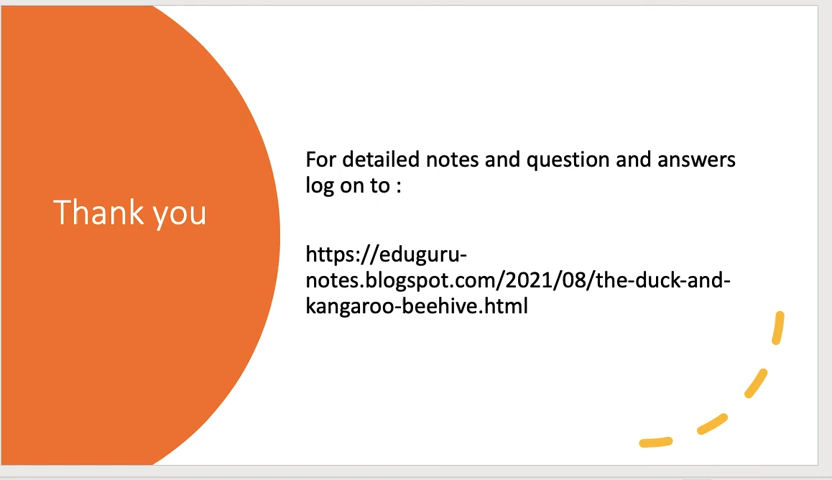 Thank you
For detailed notes and question and answers
log on to :
https://eduguru-
notes.blogspot.com/2021/08/the-duck-and-
kangaroo-beehive.html